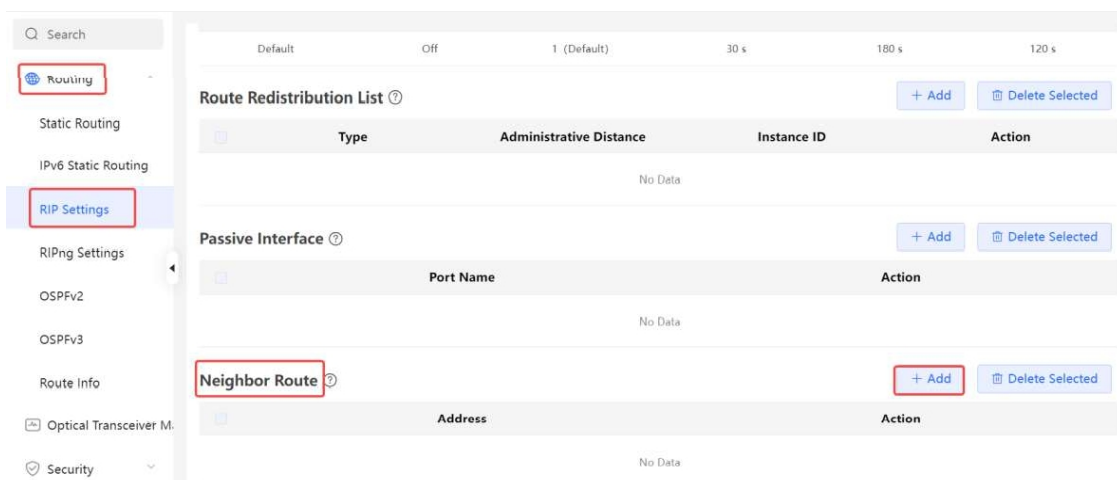 Search
Default Off 1 (Default) 30 s 180 s 120 s
Routing
Route Redistribution List + Add Delete Selected
Static Routing
Type Administrative Distance Instance ID Action
IPv6 Static Routing
No Data
RIP Settings
Passive Interface + Add Delete Selected
RIPng Settings
Port Name Action
OSPFv2
No Data
OSPFv3
Route Info
Neighbor Route + Add Delete Selected
Optical Transceiver M
Address Action
Security
No Data